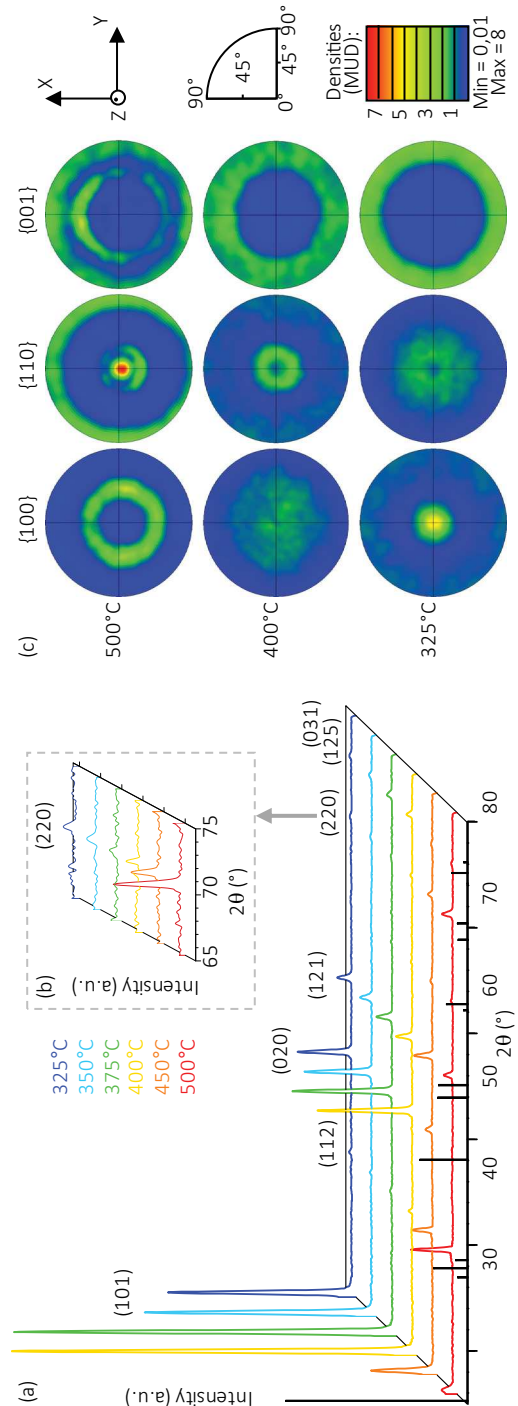 (a)
Intensity (a.u.)
(101)
(112)
(020)
(121)
(220)
(031)
(125)
30
40
50
60
70
80
2θ (°)
325°C
350°C
375°C
400°C
450°C
500°C
(b)
Intensity (a.u.)
(220)
65
70
75
2θ (°)
(c)
{100}
{110}
{001}
500°C
400°C
325°C
X
Y
Z
90°
45°
0°
45°
90°
Densities
(MUD):
7
5
3
1
Min = 0,01
Max = 8